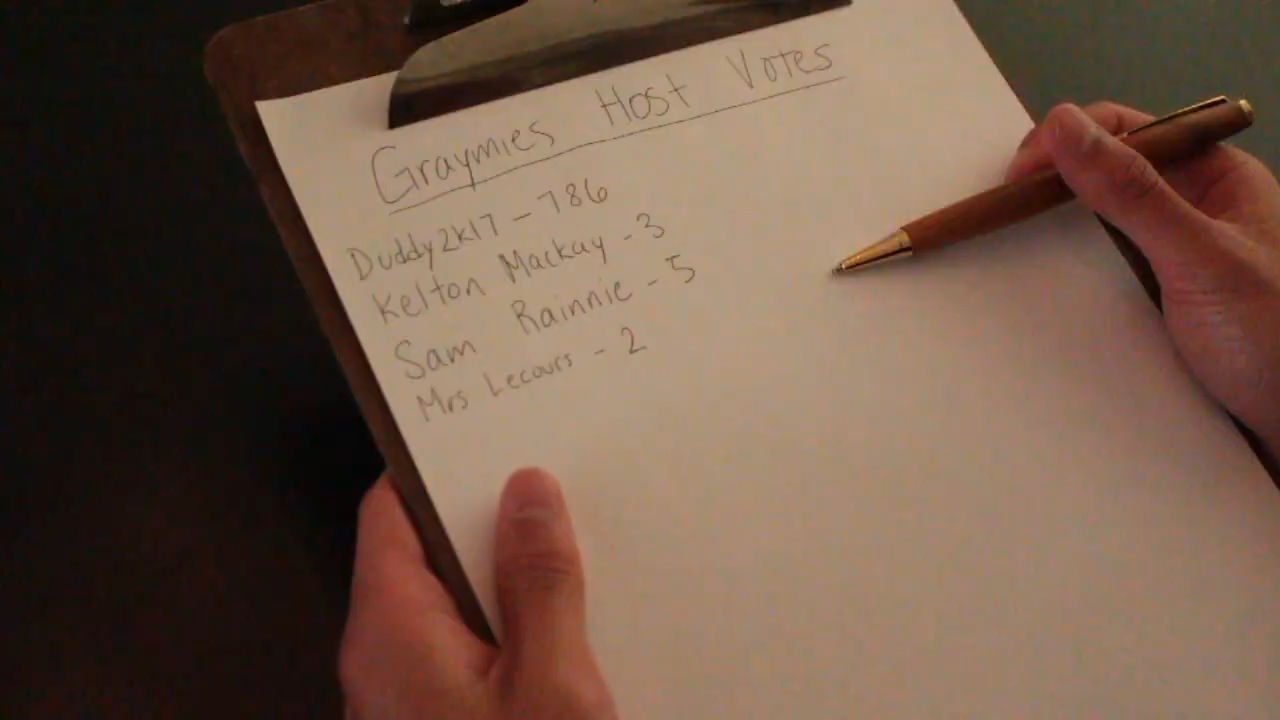 Graymies Host Votes
Duddy2k17 - 786
Kelton Mackay - 3
Sam Rainnie - 5
Mrs Lecours - 2